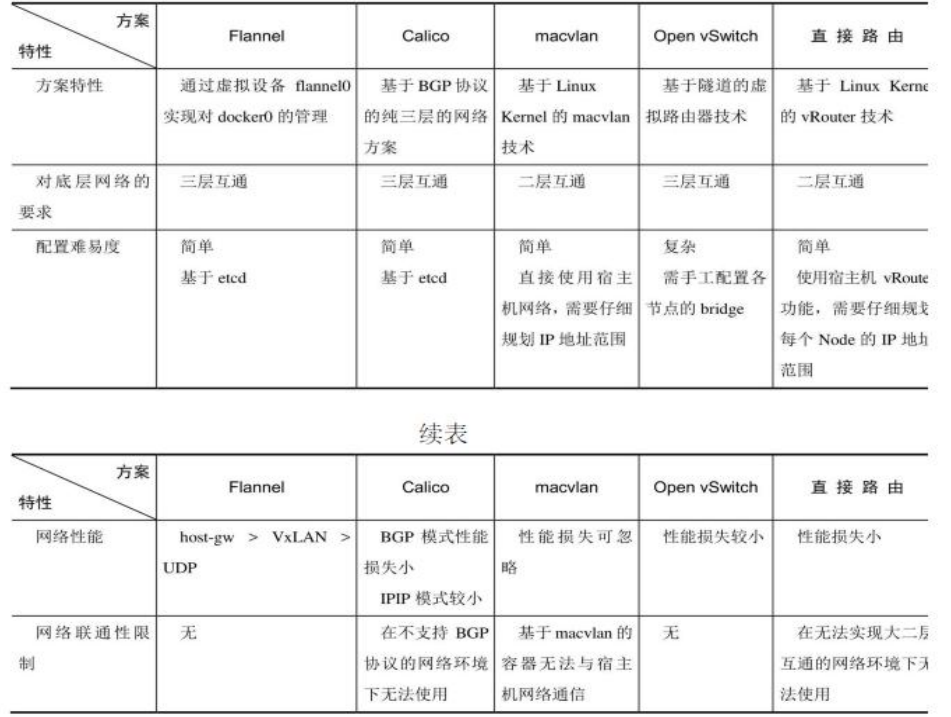 方案
特性
Flannel
Calico
macvlan
Open vSwitch
直接路由
方案特性
通过虚拟设备 flannel0
实现对 docker0 的管理
基于 BGP 协议
的纯三层的网络
方案
基于 Linux
Kernel 的 macvlan
技术
基于隧道的虚
拟路由器技术
基于 Linux Kerne
的 vRouter 技术
对底层网络的
要求
三层互通
三层互通
二层互通
三层互通
二层互通
配置难易度
简单
基于 etcd
简单
基于 etcd
简单
直接使用宿主
机网络，需要仔细
规划 IP 地址范围
复杂
需手工配置各
节点的 bridge
简单
使用宿主机 vRoute
功能，需要仔细规划
每个 Node 的 IP 地址
范围
续表
方案
特性
Flannel
Calico
macvlan
Open vSwitch
直接路由
网络性能
host-gw > VxLAN >
UDP
BGP 模式性能
损失小
IPIP 模式较小
性能损失可忽
略
性能损失较小
性能损失小
网络联通性限
制
无
在不支持 BGP
协议的网络环境
下无法使用
基于 macvlan 的
容器无法与宿主
机网络通信
无
在无法实现大二层
互通的网络环境下无
法使用